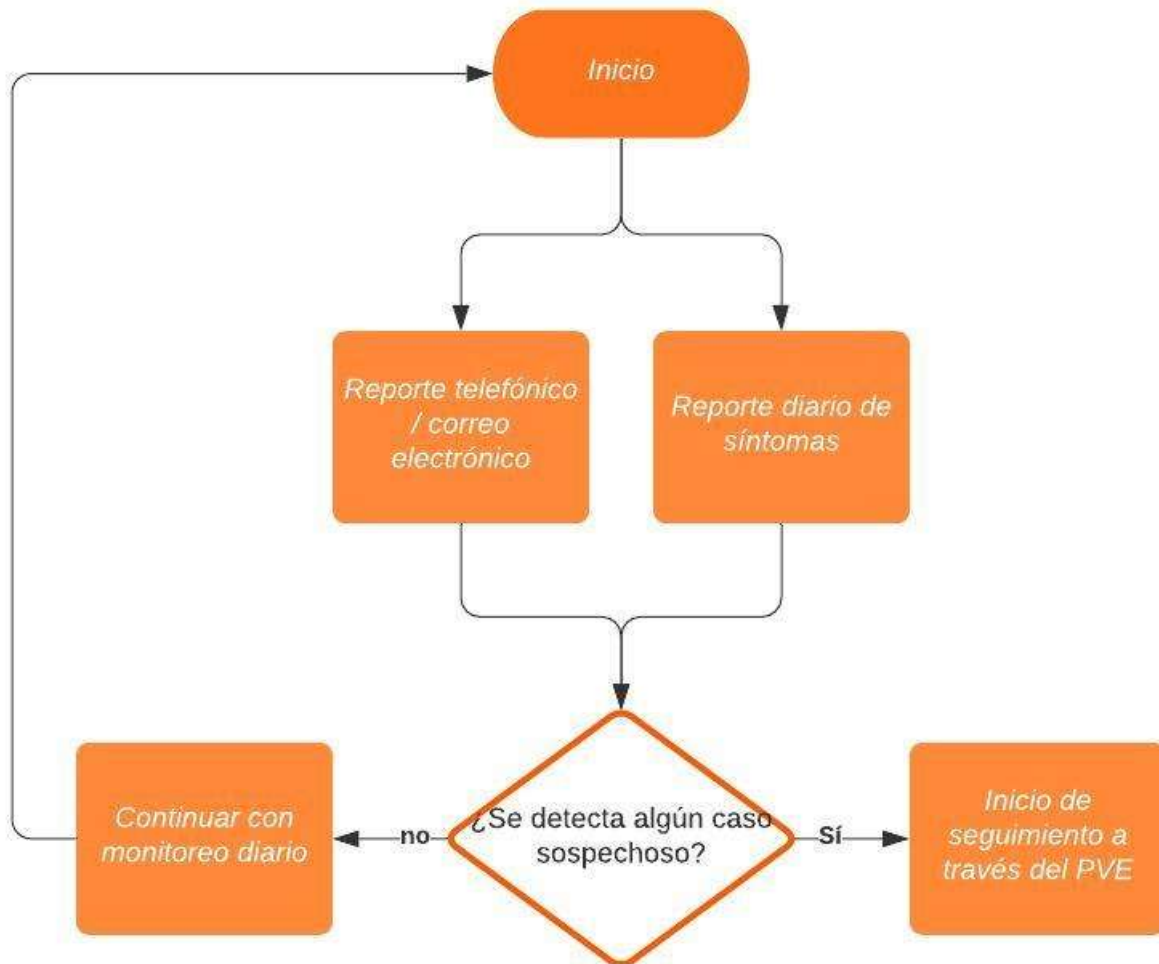 Inicio
Reporte telefónico
/ correo
electrónico
Reporte diario de
síntomas
¿Se detecta algún caso
sospechoso?
no
Sí
Continuar con
monitoreo diario
Inicio de
seguimiento a
través del PVE